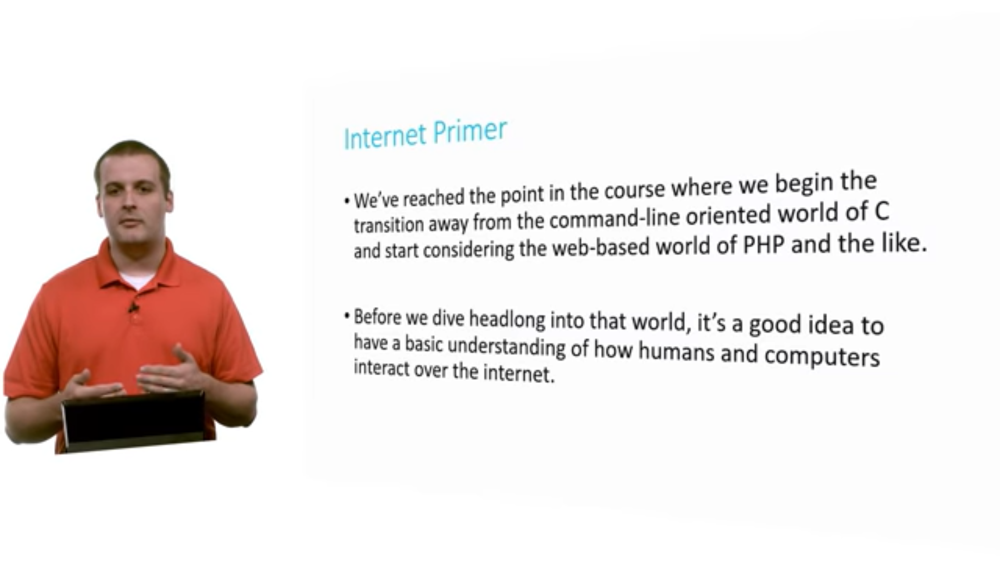 Internet Primer
• We've reached the point in the course where we begin the
transition away from the command-line oriented world of C
and start considering the web-based world of PHP and the like.
• Before we dive headlong into that world, it's a good idea to
have a basic understanding of how humans and computers
interact over the internet.